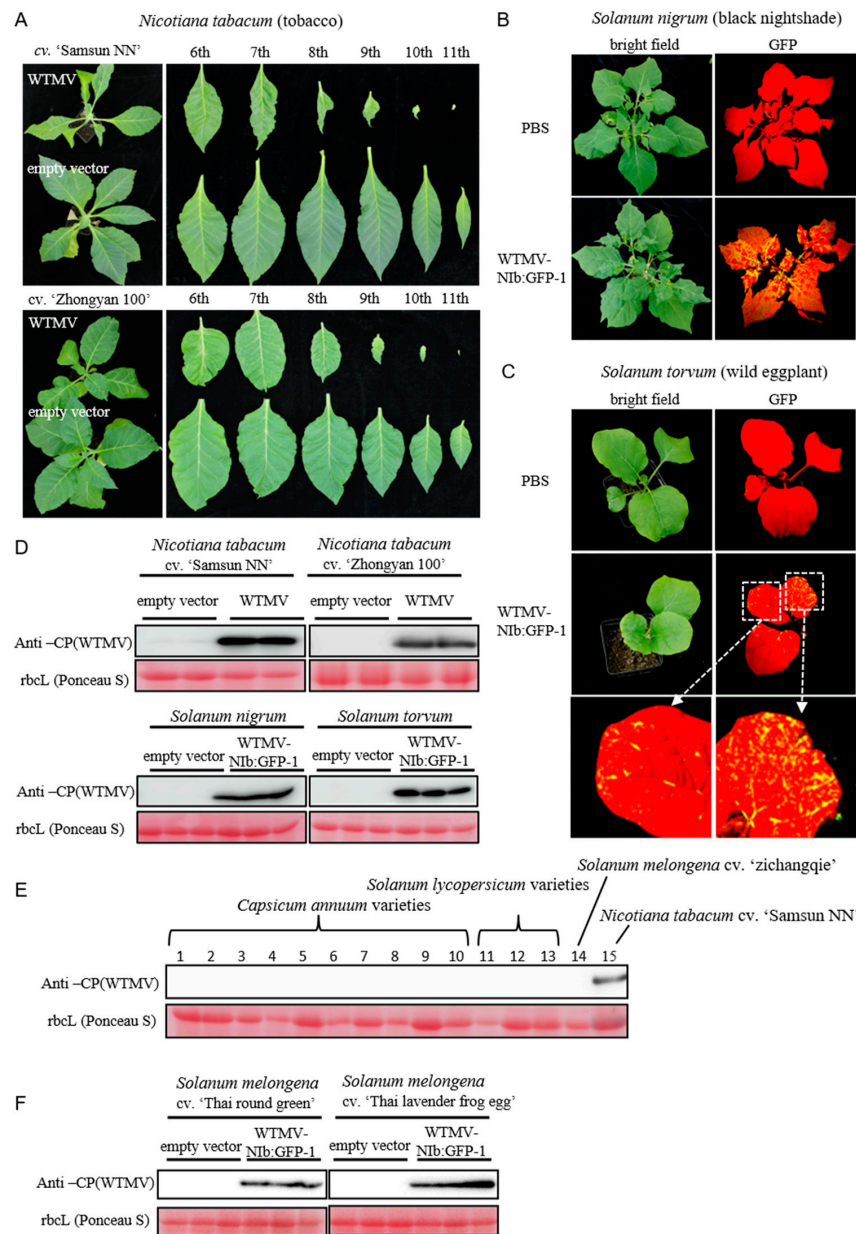 A
Nicotiana tabacum (tobacco)
cv. ‘Samsun NN’ 6th 7th 8th 9th 10th 11th
WTMV
empty vector
cv. ‘Zhongyan 100’ 6th 7th 8th 9th 10th 11th
WTMV
empty vector
B
Solanum nigrum (black nightshade)
bright field GFP
PBS
WTMV-
NIb:GFP-1
C
Solanum torvum (wild eggplant)
bright field GFP
PBS
WTMV-
NIb:GFP-1
D
Nicotiana tabacum Nicotiana tabacum
cv. ‘Samsun NN’ cv. ‘Zhongyan 100’
empty vector WTMV empty vector WTMV
Anti –CP(WTMV)
rbcL (Ponceau S)
Solanum nigrum Solanum torvum
empty vector WTMV-
NIb:GFP-1 empty vector WTMV-
NIb:GFP-1
Anti –CP(WTMV)
rbcL (Ponceau S)
E
Solanum melongena cv. ‘zichangqie’
Solanum lycopersicum varieties
Capsicum annuum varieties
Nicotiana tabacum cv. ‘Samsun NN’
1 2 3 4 5 6 7 8 9 10 11 12 13 14 15
Anti –CP(WTMV)
rbcL (Ponceau S)
F
Solanum melongena Solanum melongena
cv. ‘Thai round green’ cv. ‘Thai lavender frog egg’
empty vector WTMV-
NIb:GFP-1 empty vector WTMV-
NIb:GFP-1
Anti –CP(WTMV)
rbcL (Ponceau S)